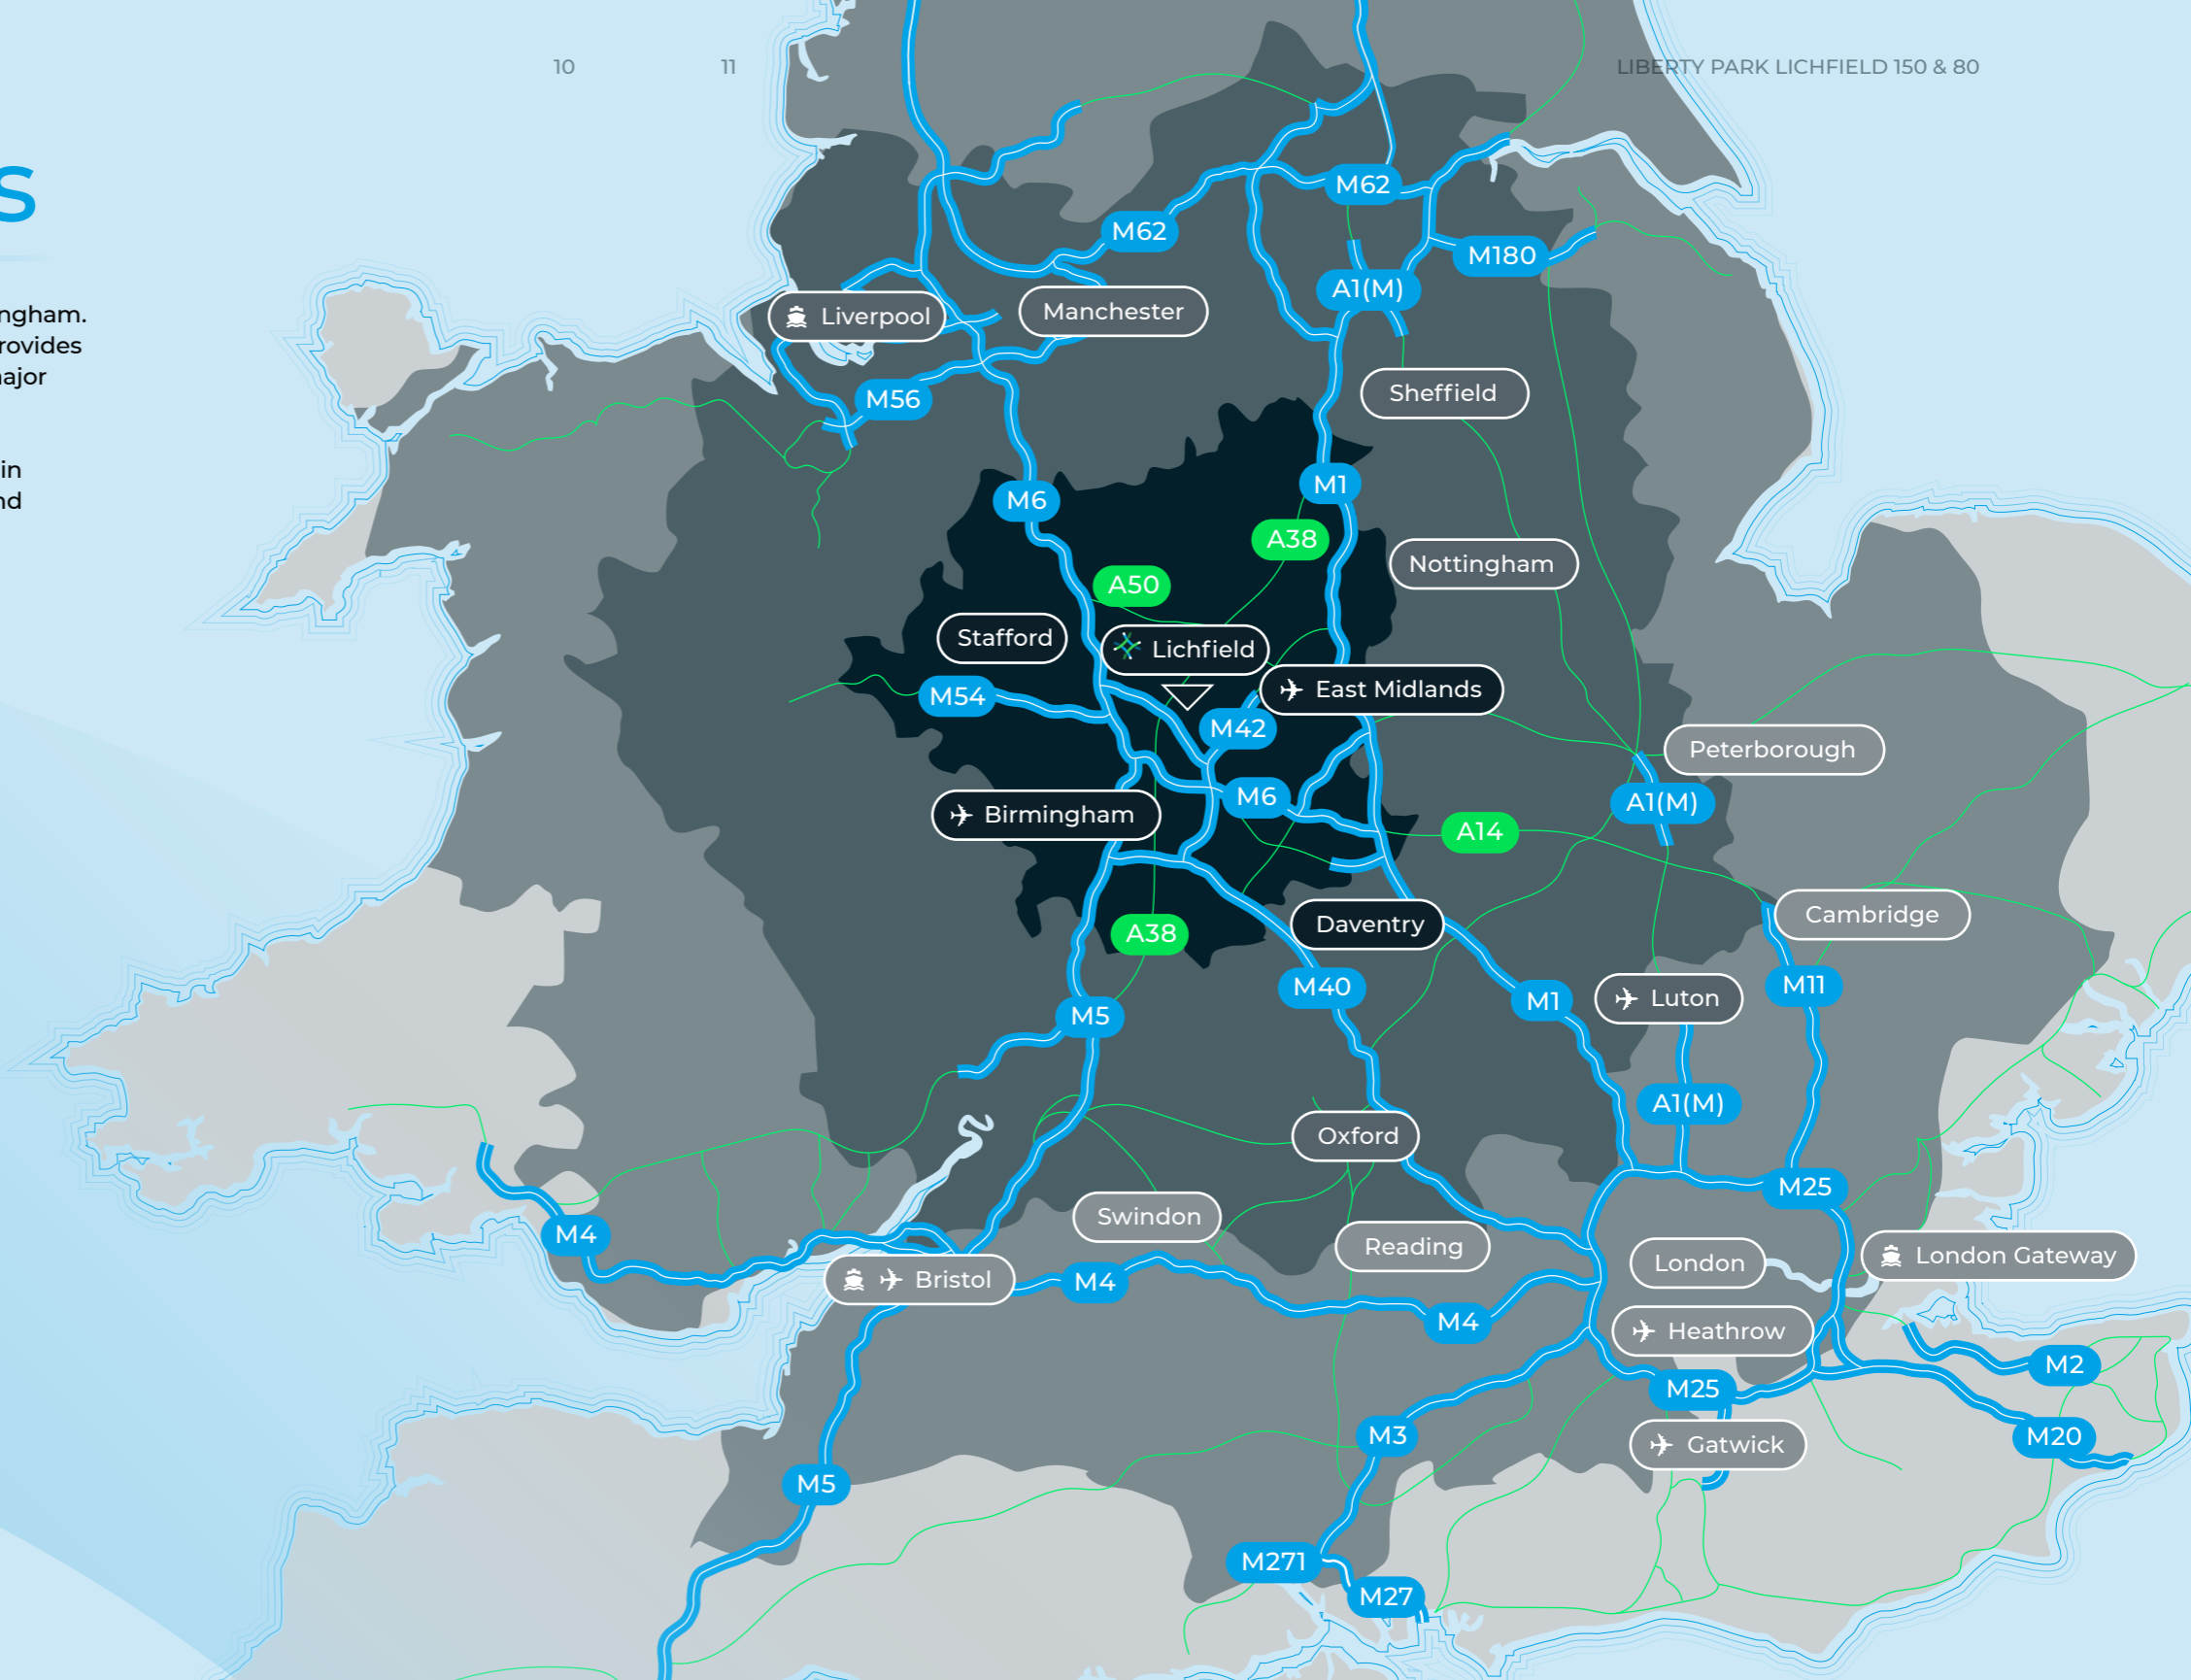 10
11
LIBERTY PARK LICHFIELD 150 & 80
s
ngham.
rovides
ajor
in
nd
M62
M62
M180
A1(M)
Liverpool
Manchester
M56
Sheffield
M6
M1
A38
A50
Nottingham
Stafford
Lichfield
M54
East Midlands
M42
Peterborough
M6
A1(M)
Birmingham
A14
Cambridge
Daventry
A38
M40
M11
M1
Luton
M5
A1(M)
Oxford
M25
Swindon
M4
Reading
London
London Gateway
Bristol
M4
M4
Heathrow
M2
M25
M3
M20
Gatwick
M5
M271
M27